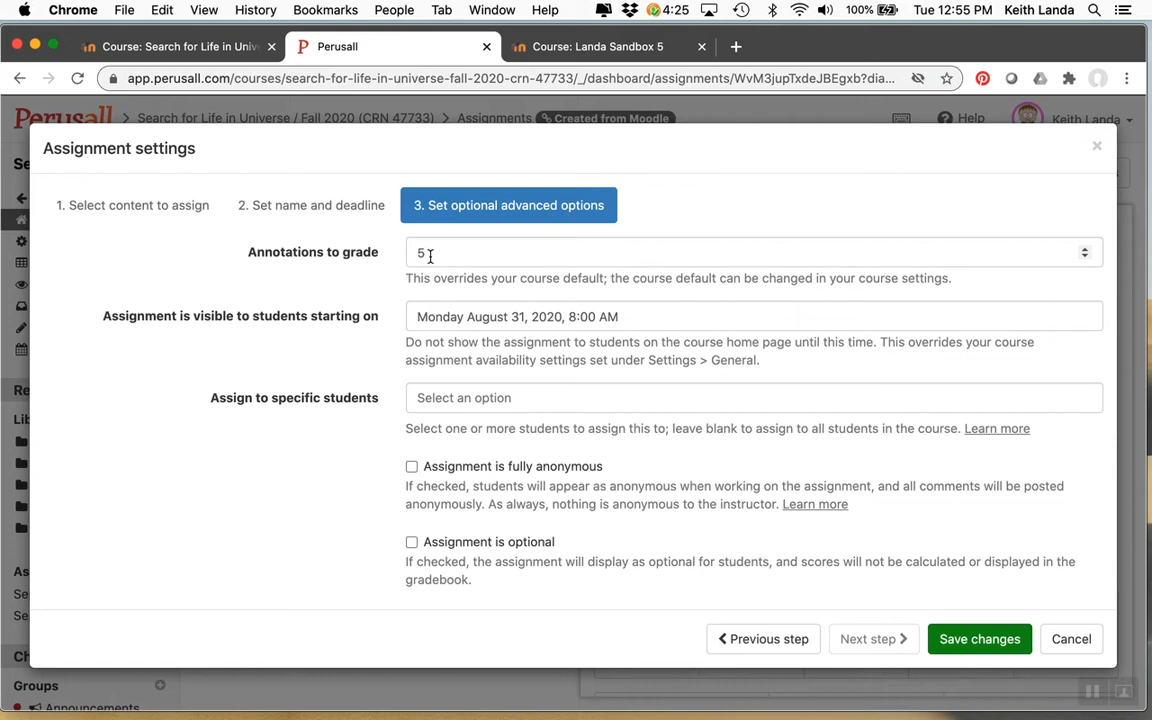 Chrome File Edit View History Bookmarks People Tab Window Help 4:25 100% Tue 12:55 PM Keith Landa
Course: Search for Life in Univ Perusall Course: Landa Sandbox 5
app.perusall.com/courses/search-for-life-in-universe-fall-2020-crn-47733/_/dashboard/assignments/WvM3jupTxdeJBEgxb?dia...
Perusall Search for Life in Universe / Fall 2020 (CRN 47733) Assignments Created from Moodle Help Keith Landa
Assignment settings
1. Select content to assign 2. Set name and deadline 3. Set optional advanced options
Annotations to grade 5
This overrides your course default; the course default can be changed in your course settings.
Assignment is visible to students starting on Monday August 31, 2020, 8:00 AM
Do not show the assignment to students on the course home page until this time. This overrides your course
assignment availability settings set under Settings > General.
Assign to specific students Select an option
Select one or more students to assign this to; leave blank to assign to all students in the course. Learn more
Assignment is fully anonymous
If checked, students will appear as anonymous when working on the assignment, and all comments will be posted
anonymously. As always, nothing is anonymous to the instructor. Learn more
Assignment is optional
If checked, the assignment will display as optional for students, and scores will not be calculated or displayed in the
gradebook.
Previous step Next step Save changes Cancel
Groups
Announcements